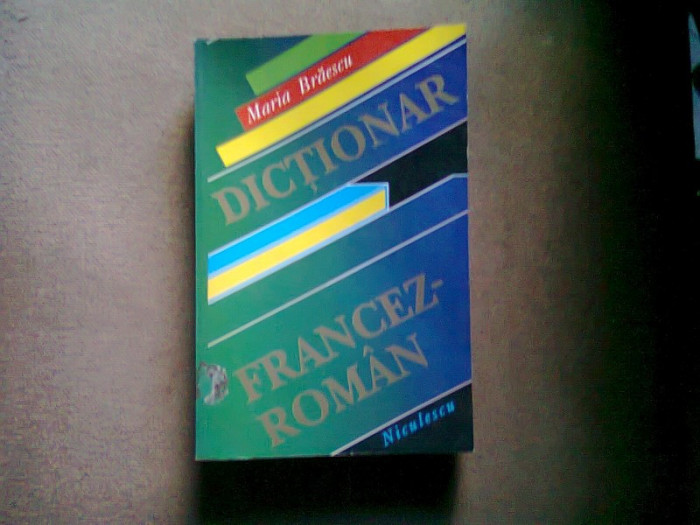 Maria Brăescu
DICȚIONAR
FRANCEZ-
ROMÂN
Niculescu